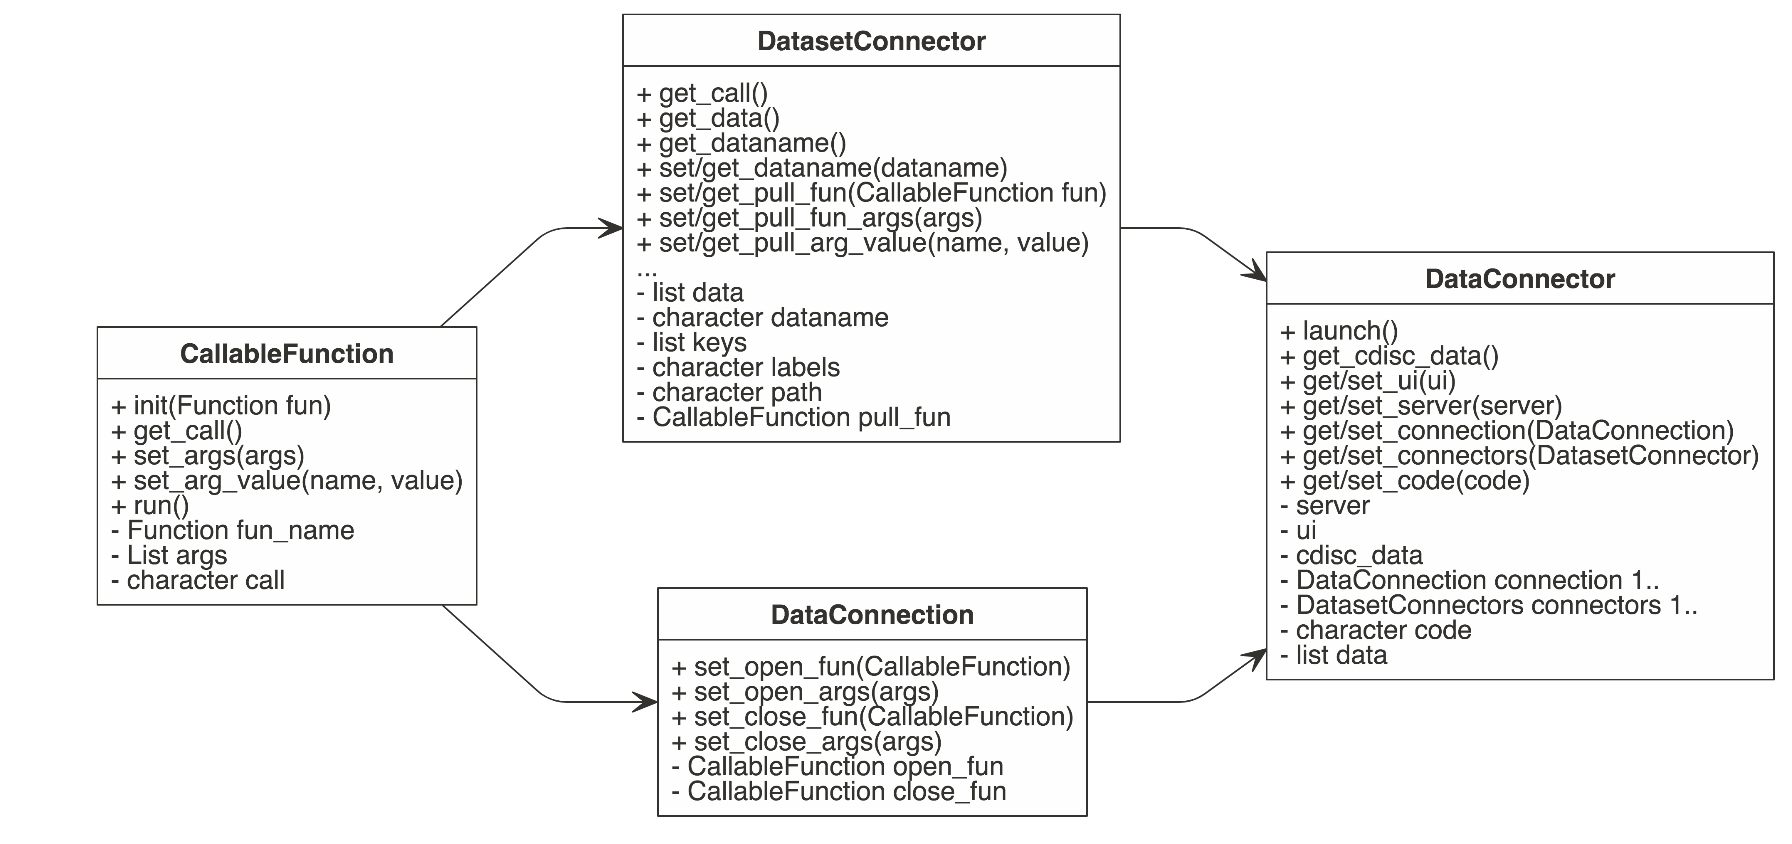 DatasetConnector
+ get_call()
+ get_data()
+ get_dataname()
+ set/get_dataname(dataname)
+ set/get_pull_fun(CallableFunction fun)
+ set/get_pull_fun_args(args)
+ set/get_pull_arg_value(name, value)
...
- list data
- character dataname
- list keys
- character labels
- character path
- CallableFunction pull_fun
CallableFunction
+ init(Function fun)
+ get_call()
+ set_args(args)
+ set_arg_value(name, value)
+ run()
- Function fun_name
- List args
- character call
DataConnection
+ set_open_fun(CallableFunction)
+ set_open_args(args)
+ set_close_fun(CallableFunction)
+ set_close_args(args)
- CallableFunction open_fun
- CallableFunction close_fun
DataConnector
+ launch()
+ get_cdisc_data()
+ get/set_ui(ui)
+ get/set_server(server)
+ get/set_connection(DataConnection)
+ get/set_connectors(DatasetConnector)
+ get/set_code(code)
- server
- ui
- cdisc_data
- DataConnection connection 1..
- DatasetConnectors connectors 1..
- character code
- list data